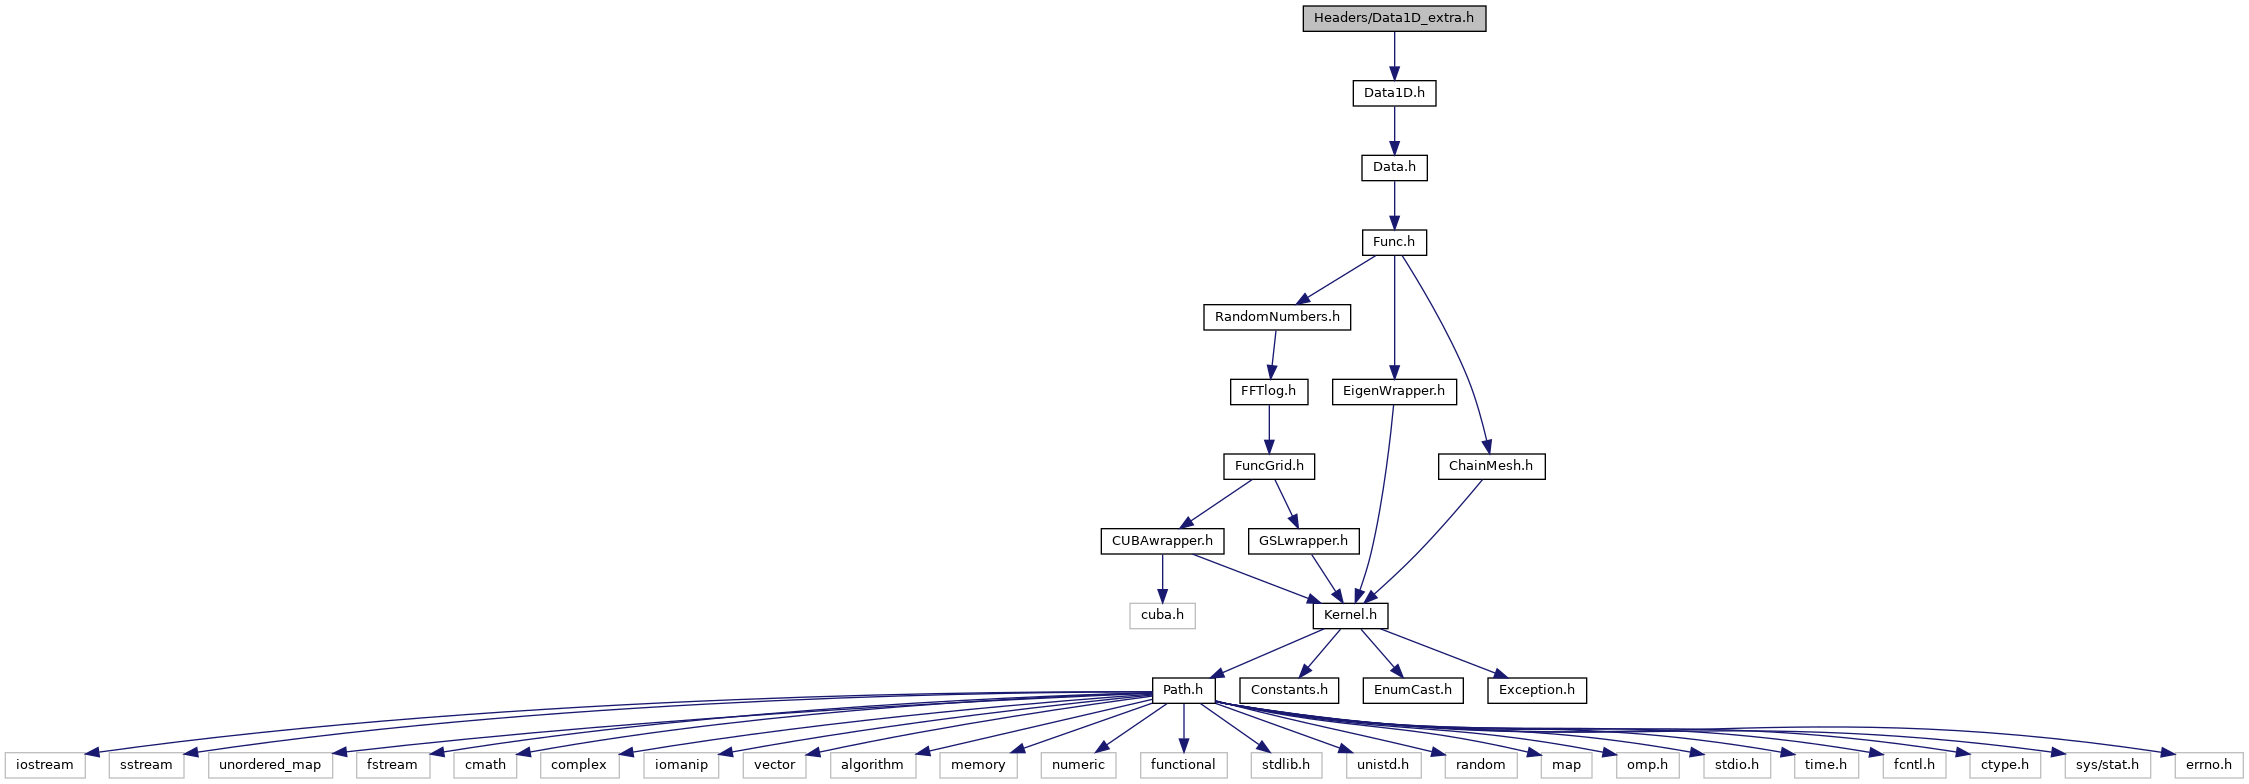 Headers/Data1D_extra.h
Data1D.h
Data.h
Func.h
RandomNumbers.h
FFTlog.h
EigenWrapper.h
FuncGrid.h
ChainMesh.h
CUBAwrapper.h
GSLwrapper.h
cuba.h
Kernel.h
Path.h
Constants.h
EnumCast.h
Exception.h
iostream
sstream
unordered_map
fstream
cmath
complex
iomanip
vector
algorithm
memory
numeric
functional
stdlib.h
unistd.h
random
map
omp.h
stdio.h
time.h
fcntl.h
ctype.h
sys/stat.h
errno.h